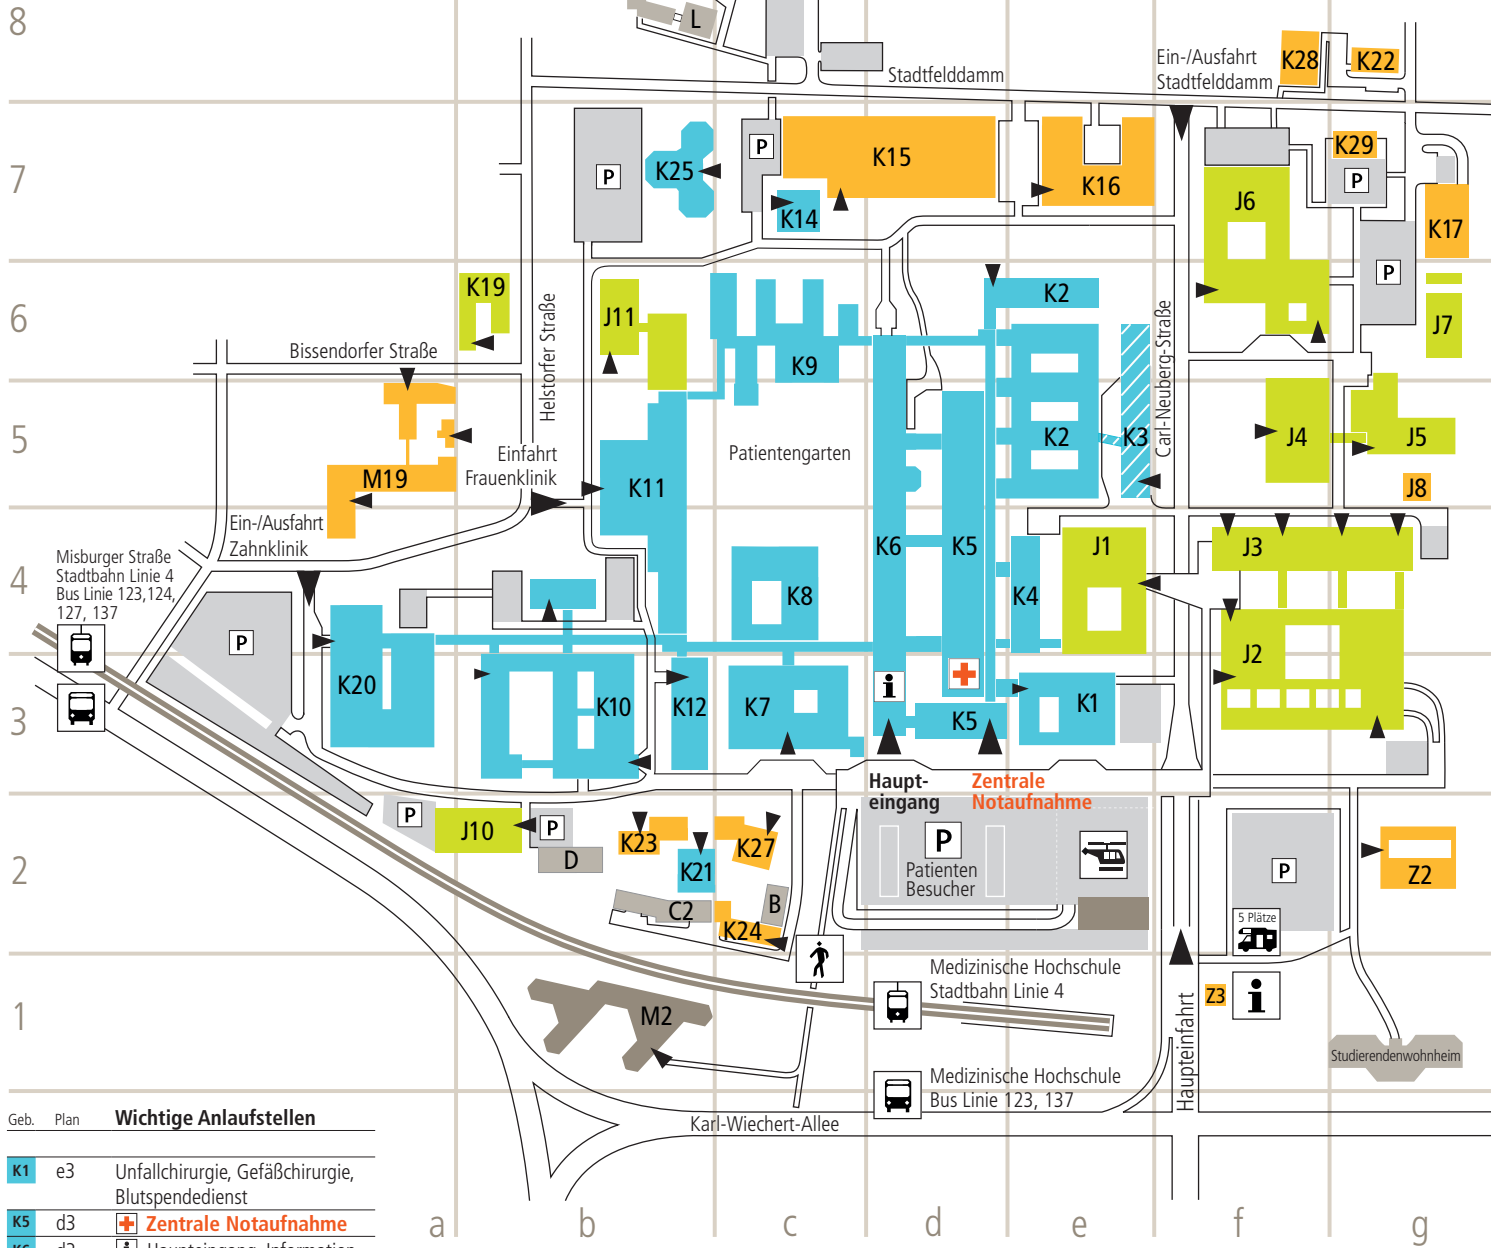 8
L
Stadtfelddamm
Ein-/Ausfahrt
Stadtfelddamm
K28
K22
7
P
K25
P
K15
K14
K16
J6
K29
P
K17
6
K19
Bissendorfer Straße
Helstorfer Straße
J11
K9
K2
Carl-Neuberg-Straße
P
J7
5
M19
Einfahrt
Frauenklinik
K11
Patientengarten
K2
K3
J4
J5
J8
4
Ein-/Ausfahrt
Zahnklinik
Misburger Straße
Stadtbahn Linie 4
Bus Linie 123,124,
127, 137
K6
K5
K8
K4
J1
J3
P
J2
3
K20
K10
K12
K7
i
K5
K1
Haupt-
eingang
Zentrale
Notaufnahme
2
P
J10
P
D
K23
K21
K27
C2
B
K24
P
Patienten
Besucher
P
5 Plätze
Z2
1
M2
Medizinische Hochschule
Stadtbahn Linie 4
Z3
i
Haupteinfahrt
Studierendenwohnheim
Medizinische Hochschule
Bus Linie 123, 137
Karl-Wiechert-Allee
Geb. Plan Wichtige Anlaufstellen
K1 e3 Unfallchirurgie, Gefäßchirurgie,
Blutspendedienst
K5 d3 Zentrale Notaufnahme
K6 d3 i Haupteingang, Information
a b c d e f g